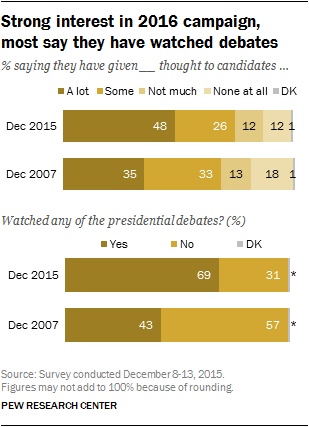 Strong interest in 2016 campaign,
most say they have watched debates
% saying they have given __ thought to candidates ...
A lot Some Not much None at all DK
Dec 2015 48 26 12 12 1
Dec 2007 35 33 13 18 1
Watched any of the presidential debates? (%)
Yes No DK
Dec 2015 69 31 *
Dec 2007 43 57 *
Source: Survey conducted December 8-13, 2015.
Figures may not add to 100% because of rounding.
PEW RESEARCH CENTER